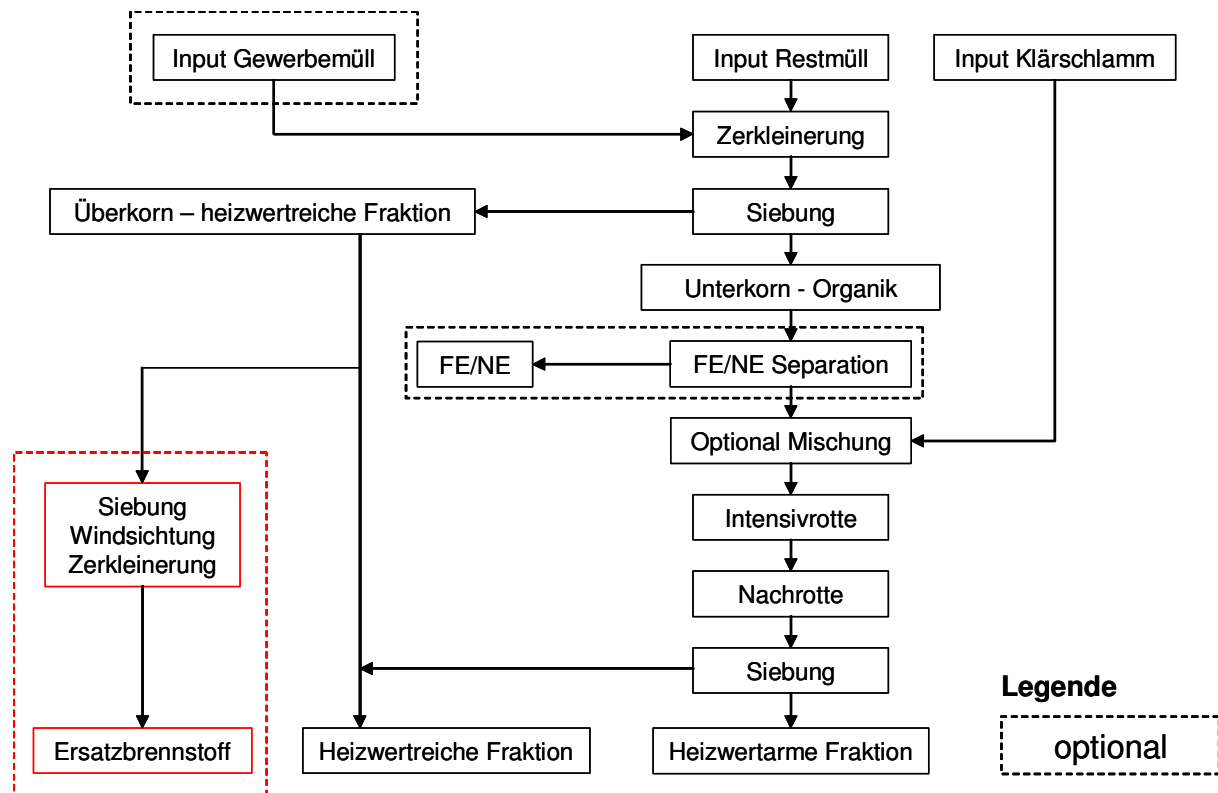 Input Gewerbemüll
Input Restmüll
Input Klärschlamm
Zerkleinerung
Überkorn – heizwertreiche Fraktion
Siebung
Unterkorn - Organik
FE/NE
FE/NE Separation
Optional Mischung
Siebung
Windsichtung
Zerkleinerung
Intensivrotte
Nachrotte
Siebung
Legende
optional
Ersatzbrennstoff
Heizwertreiche Fraktion
Heizwertarme Fraktion